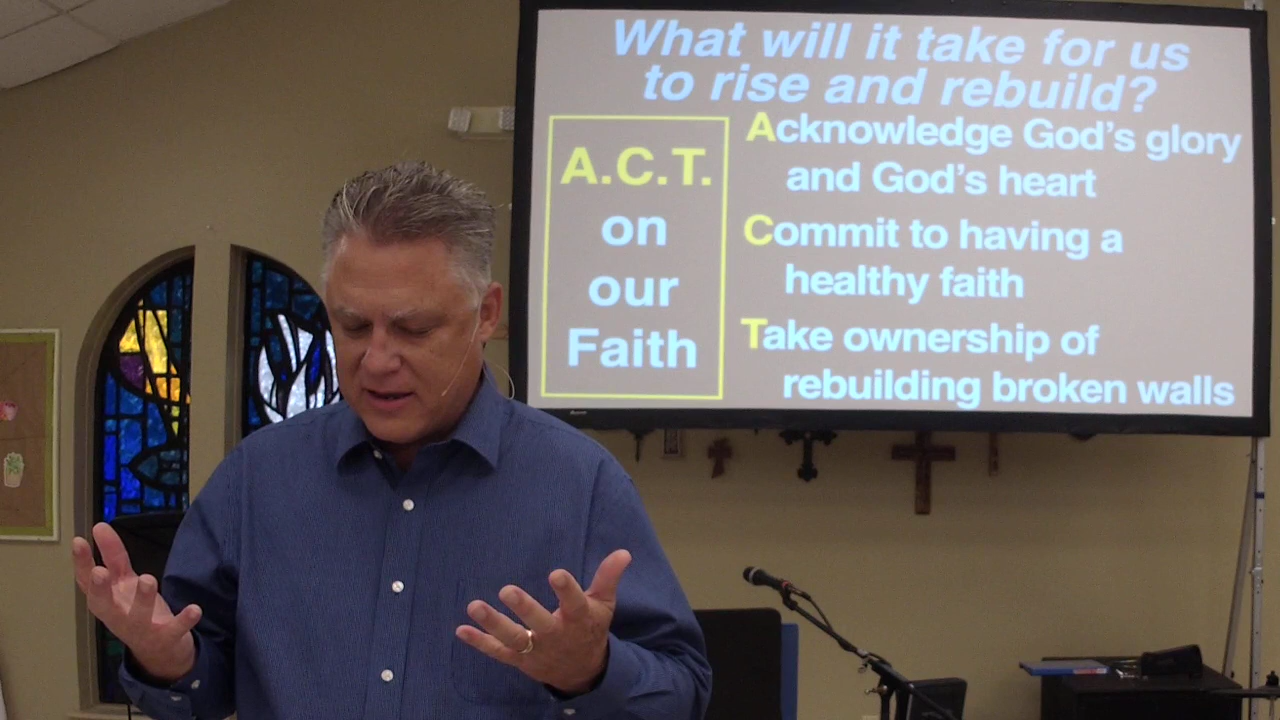 What will it take for us
to rise and rebuild?
A.C.T.
on
our
Faith
Acknowledge God's glory
and God's heart
Commit to having a
healthy faith
Take ownership of
rebuilding broken walls